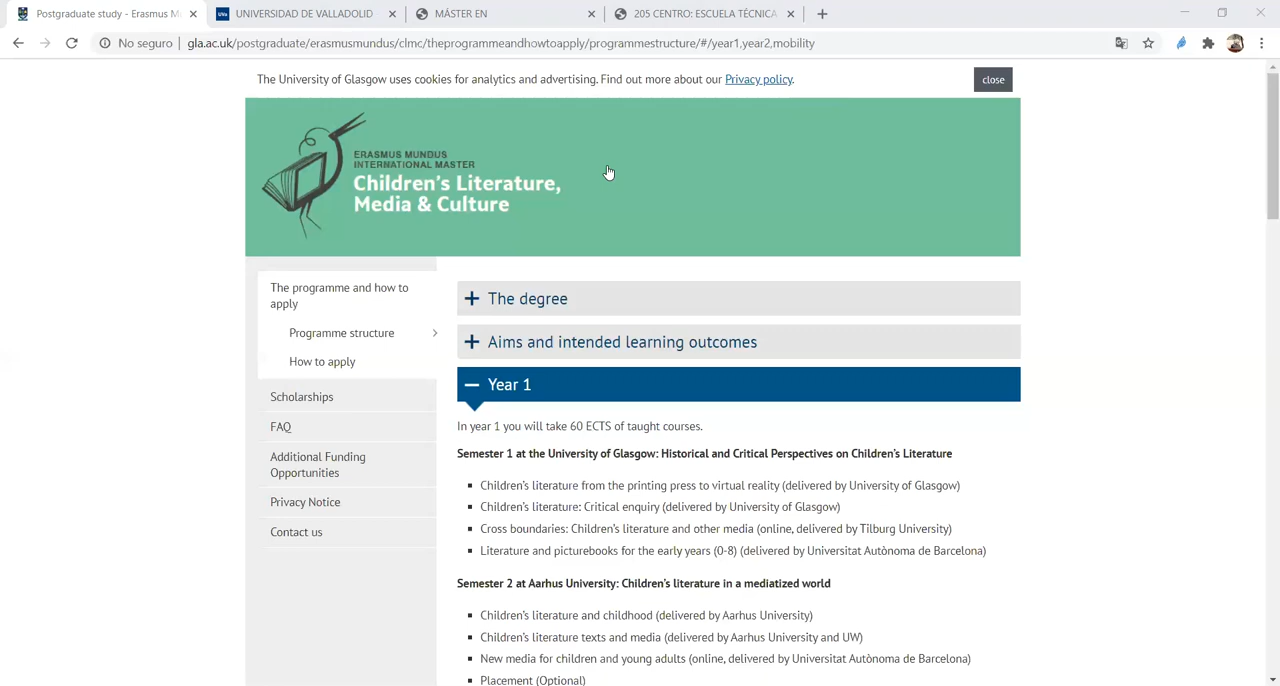 Postgraduate study - Erasmus M
UNIVERSIDAD DE VALLADOLID
MÁSTER EN
205 CENTRO: ESCUELA TÉCNICA
No seguro
gla.ac.uk/postgraduate/erasmusmundus/clmc/theprogrammeandhowtoapply/programmestructure/#/year1,year2,mobility
The University of Glasgow uses cookies for analytics and advertising. Find out more about our Privacy policy.
close
ERASMUS MUNDUS
INTERNATIONAL MASTER
Children's Literature,
Media & Culture
The programme and how to
apply
Programme structure
How to apply
Scholarships
FAQ
Additional Funding
Opportunities
Privacy Notice
Contact us
The degree
Aims and intended learning outcomes
Year 1
In year 1 you will take 60 ECTS of taught courses.
Semester 1 at the University of Glasgow: Historical and Critical Perspectives on Children's Literature
Children's literature from the printing press to virtual reality (delivered by University of Glasgow)
Children's literature: Critical enquiry (delivered by University of Glasgow)
Cross boundaries: Children's literature and other media (online, delivered by Tilburg University)
Literature and picturebooks for the early years (0-8) (delivered by Universitat Autònoma de Barcelona)
Semester 2 at Aarhus University: Children's literature in a mediatized world
Children's literature and childhood (delivered by Aarhus University)
Children's literature texts and media (delivered by Aarhus University and UW)
New media for children and young adults (online, delivered by Universitat Autònoma de Barcelona)
Placement (Optional)